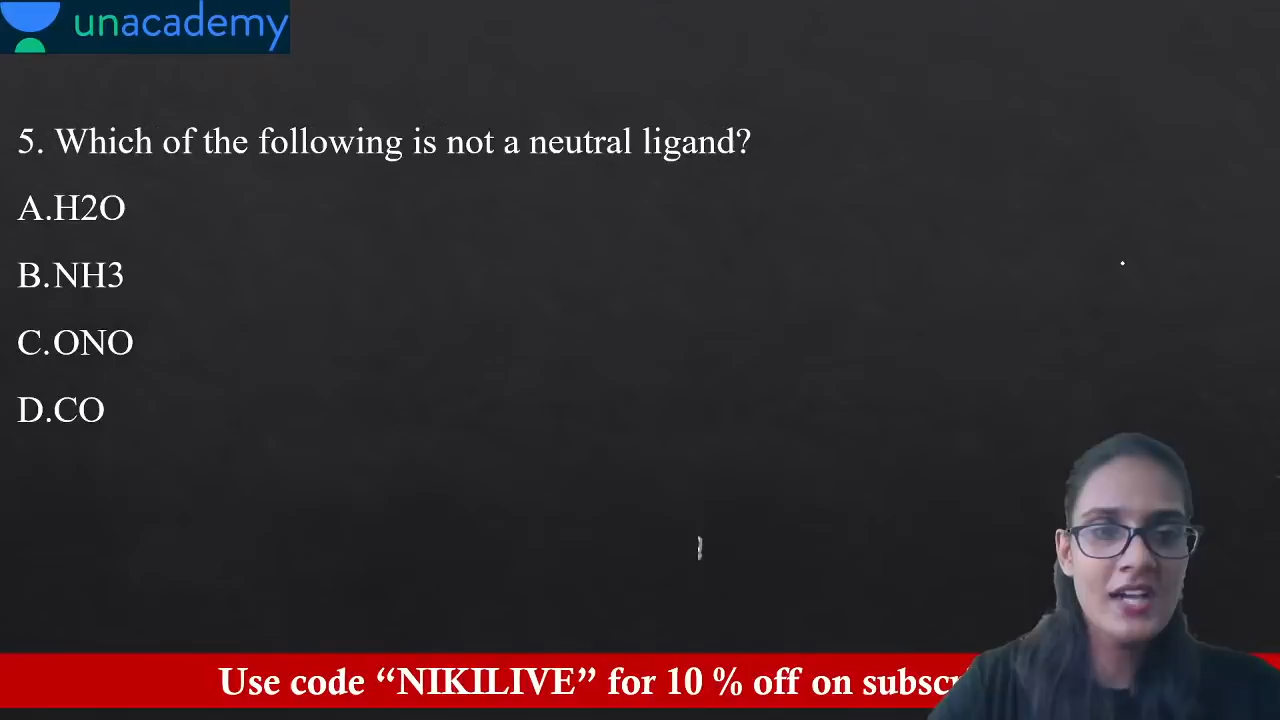 unacademy
5. Which of the following is not a neutral ligand?
A.H2O
B.NH3
C.ONO
D.CO
Use code “NIKILIVE” for 10 % off on